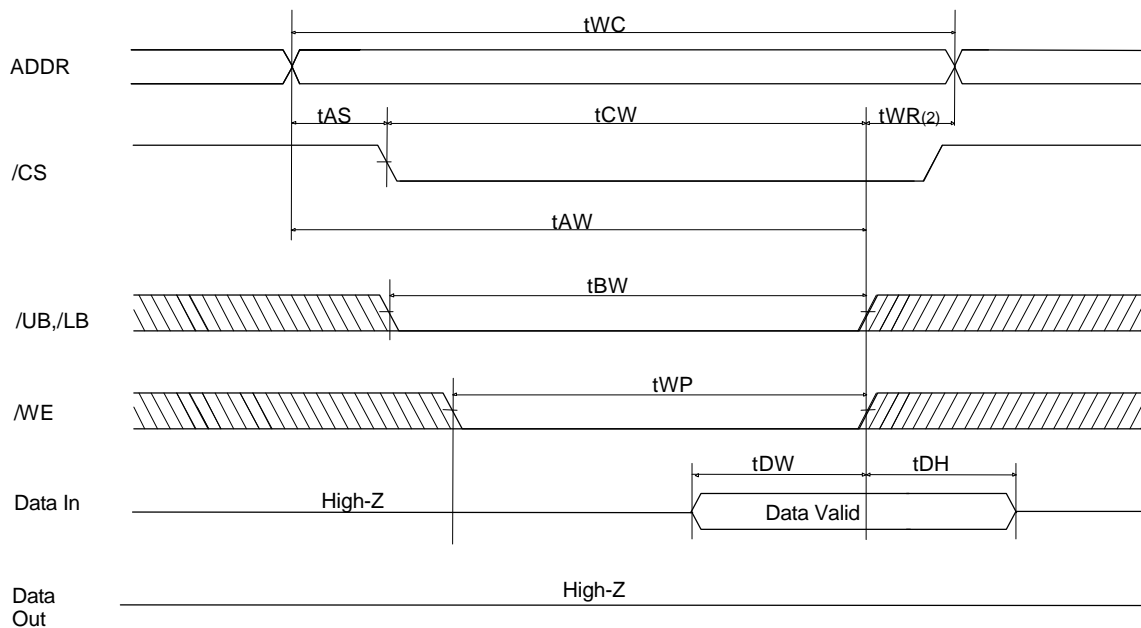 tWC
ADDR
tAS
tCW
tWR(2)
/CS
tAW
tBW
/UB,/LB
tWP
/WE
tDW
tDH
Data In
High-Z
Data Valid
High-Z
Data
Out